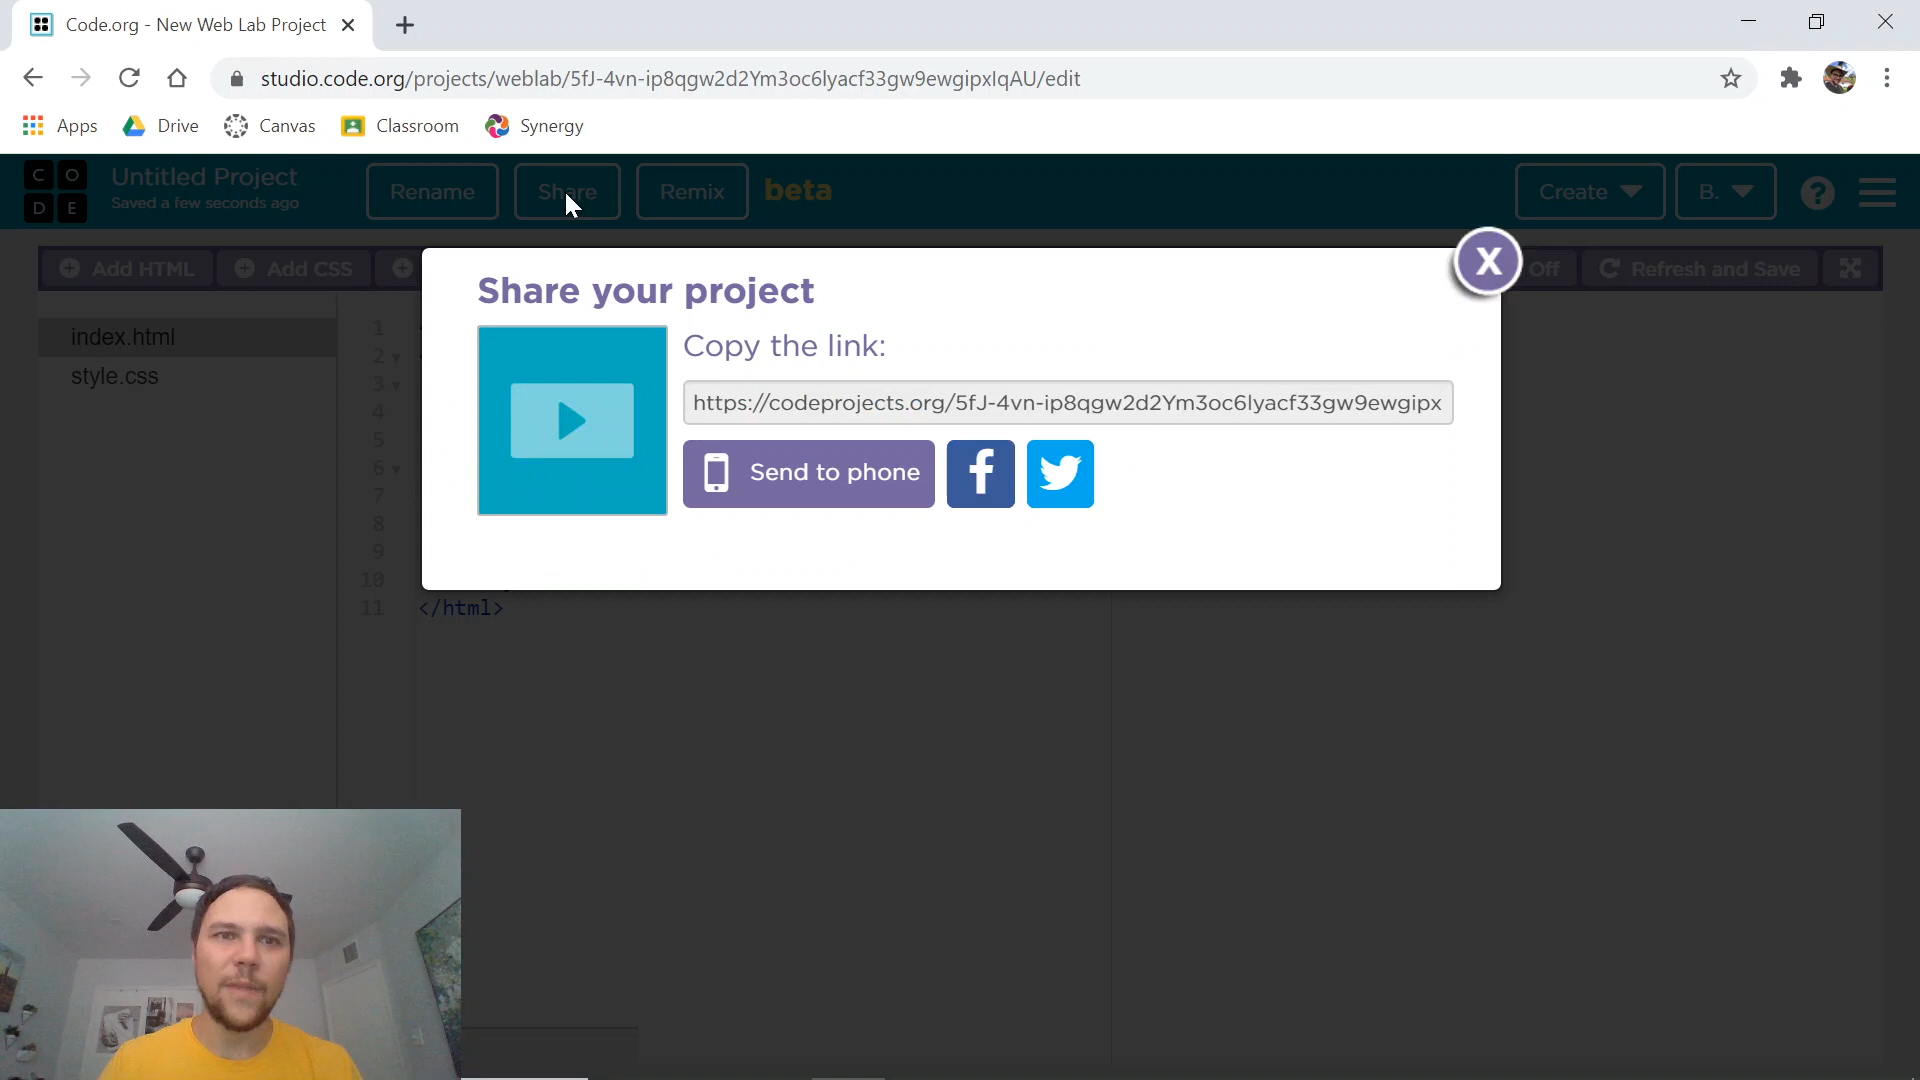 Code.org - New Web Lab Project
studio.code.org/projects/weblab/5fJ-4vn-ip8qgw2d2Ym3oc6lyacf33gw9ewgipxlqAU/edit
Apps Drive Canvas Classroom Synergy
C O D E
Untitled Project
Saved a few seconds ago
Rename Share Remix beta Create B. ?
Add HTML Add CSS Off Refresh and Save
X
Share your project
Copy the link:
https://codeprojects.org/5fJ-4vn-ip8qgw2d2Ym3oc6lyacf33gw9ewgipx
Send to phone f
index.html
style.css
1
2
3
4
5
6
7
8
9
10
11 </html>